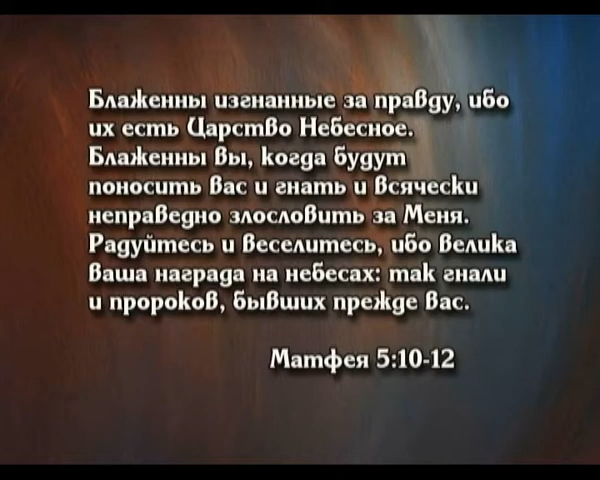 Блаженны изгнанные за правду, ибо
их есть Царство Небесное.
Блаженны вы, когда будут
поносить вас и гнать и всячески
неправедно злословить за Меня.
Радуйтесь и веселитесь, ибо велика
ваша награда на небесах: так гнали
и пророков, бывших прежде вас.
Матфея 5:10-12